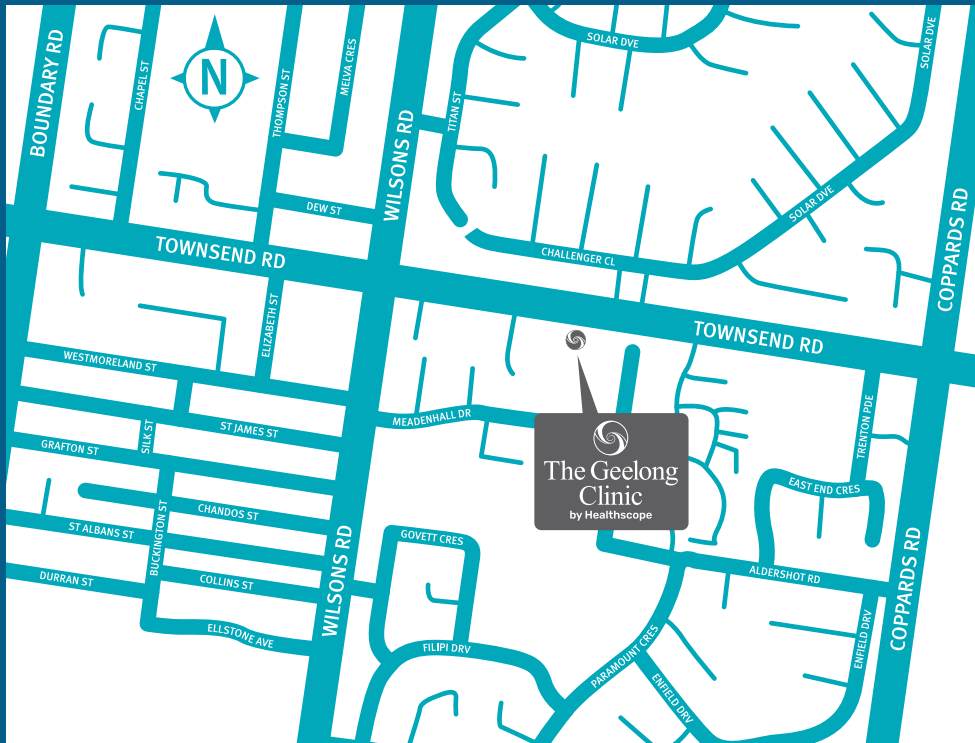 BOUNDARY RD
CHAPEL ST
N
THOMPSON ST
MELVA CRES
WILSONS RD
TITAN ST
SOLAR DVE
SOLAR DVE
SOLAR DVE
COPPARDS RD
DEW ST
TOWNSEND RD
CHALLENGER CL
TOWNSEND RD
ELIZABETH ST
WESTMORELAND ST
ST JAMES ST
SILK ST
GRAFTON ST
MEADENHALL DR
The Geelong
Clinic
by Healthscope
TRENTON PDE
EAST END CRES
CHANDOS ST
ST ALBANS ST
BUCKINGTON ST
COLLINS ST
DURRAN ST
ELLSTONE AVE
WILSONS RD
GOVETT CRES
FILIPI DRV
ALDERSHOT RD
PARAMOUNT CRES
ENFIELD DRV
ENFIELD DRV
COPPARDS RD